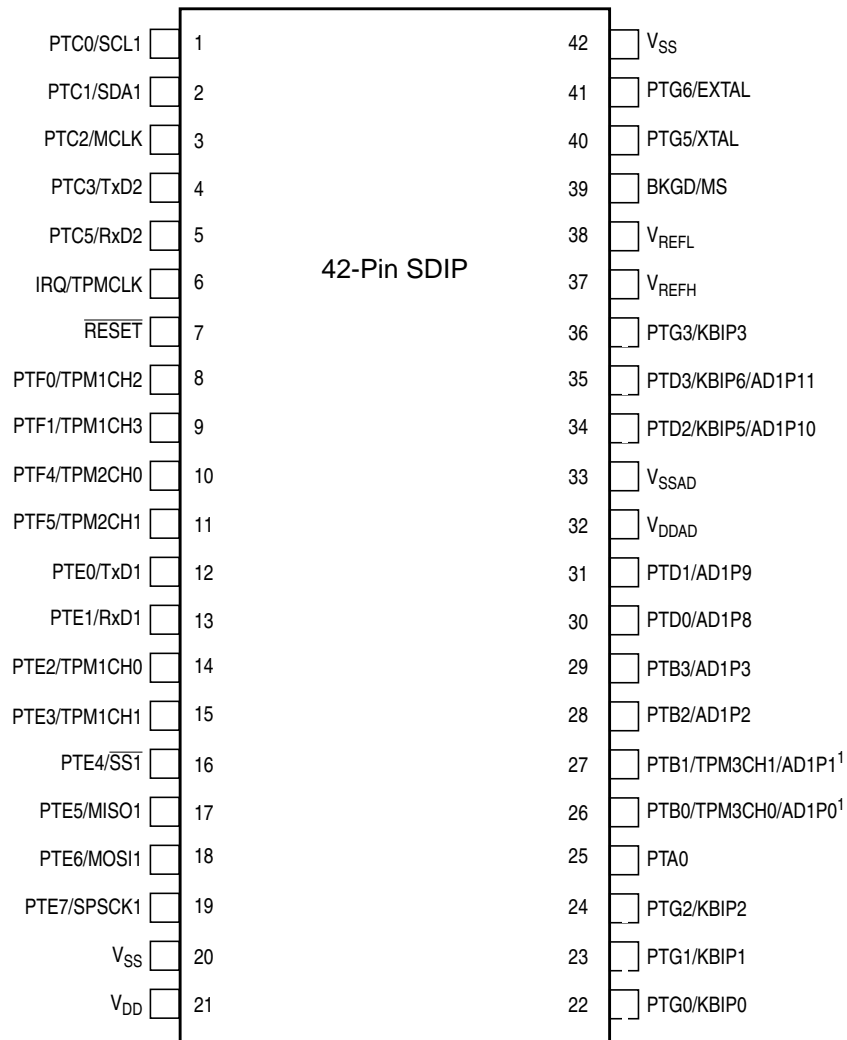 PTC0/SCL1 1 42 VSS
PTC1/SDA1 2 41 PTG6/EXTAL
PTC2/MCLK 3 40 PTG5/XTAL
PTC3/TxD2 4 39 BKGD/MS
PTC5/RxD2 5 38 VREFL
42-Pin SDIP
IRQ/TPMCLK 6 37 VREFH
RESET 7 36 PTG3/KBIP3
PTF0/TPM1CH2 8 35 PTD3/KBIP6/AD1P11
PTF1/TPM1CH3 9 34 PTD2/KBIP5/AD1P10
PTF4/TPM2CH0 10 33 VSSAD
PTF5/TPM2CH1 11 32 VDDAD
PTE0/TxD1 12 31 PTD1/AD1P9
PTE1/RxD1 13 30 PTD0/AD1P8
PTE2/TPM1CH0 14 29 PTB3/AD1P3
PTE3/TPM1CH1 15 28 PTB2/AD1P2
PTE4/SS1 16 27 PTB1/TPM3CH1/AD1P1¹
PTE5/MISO1 17 26 PTB0/TPM3CH0/AD1P0¹
PTE6/MOSI1 18 25 PTA0
PTE7/SPSCK1 19 24 PTG2/KBIP2
VSS 20 23 PTG1/KBIP1
VDD 21 22 PTG0/KBIP0